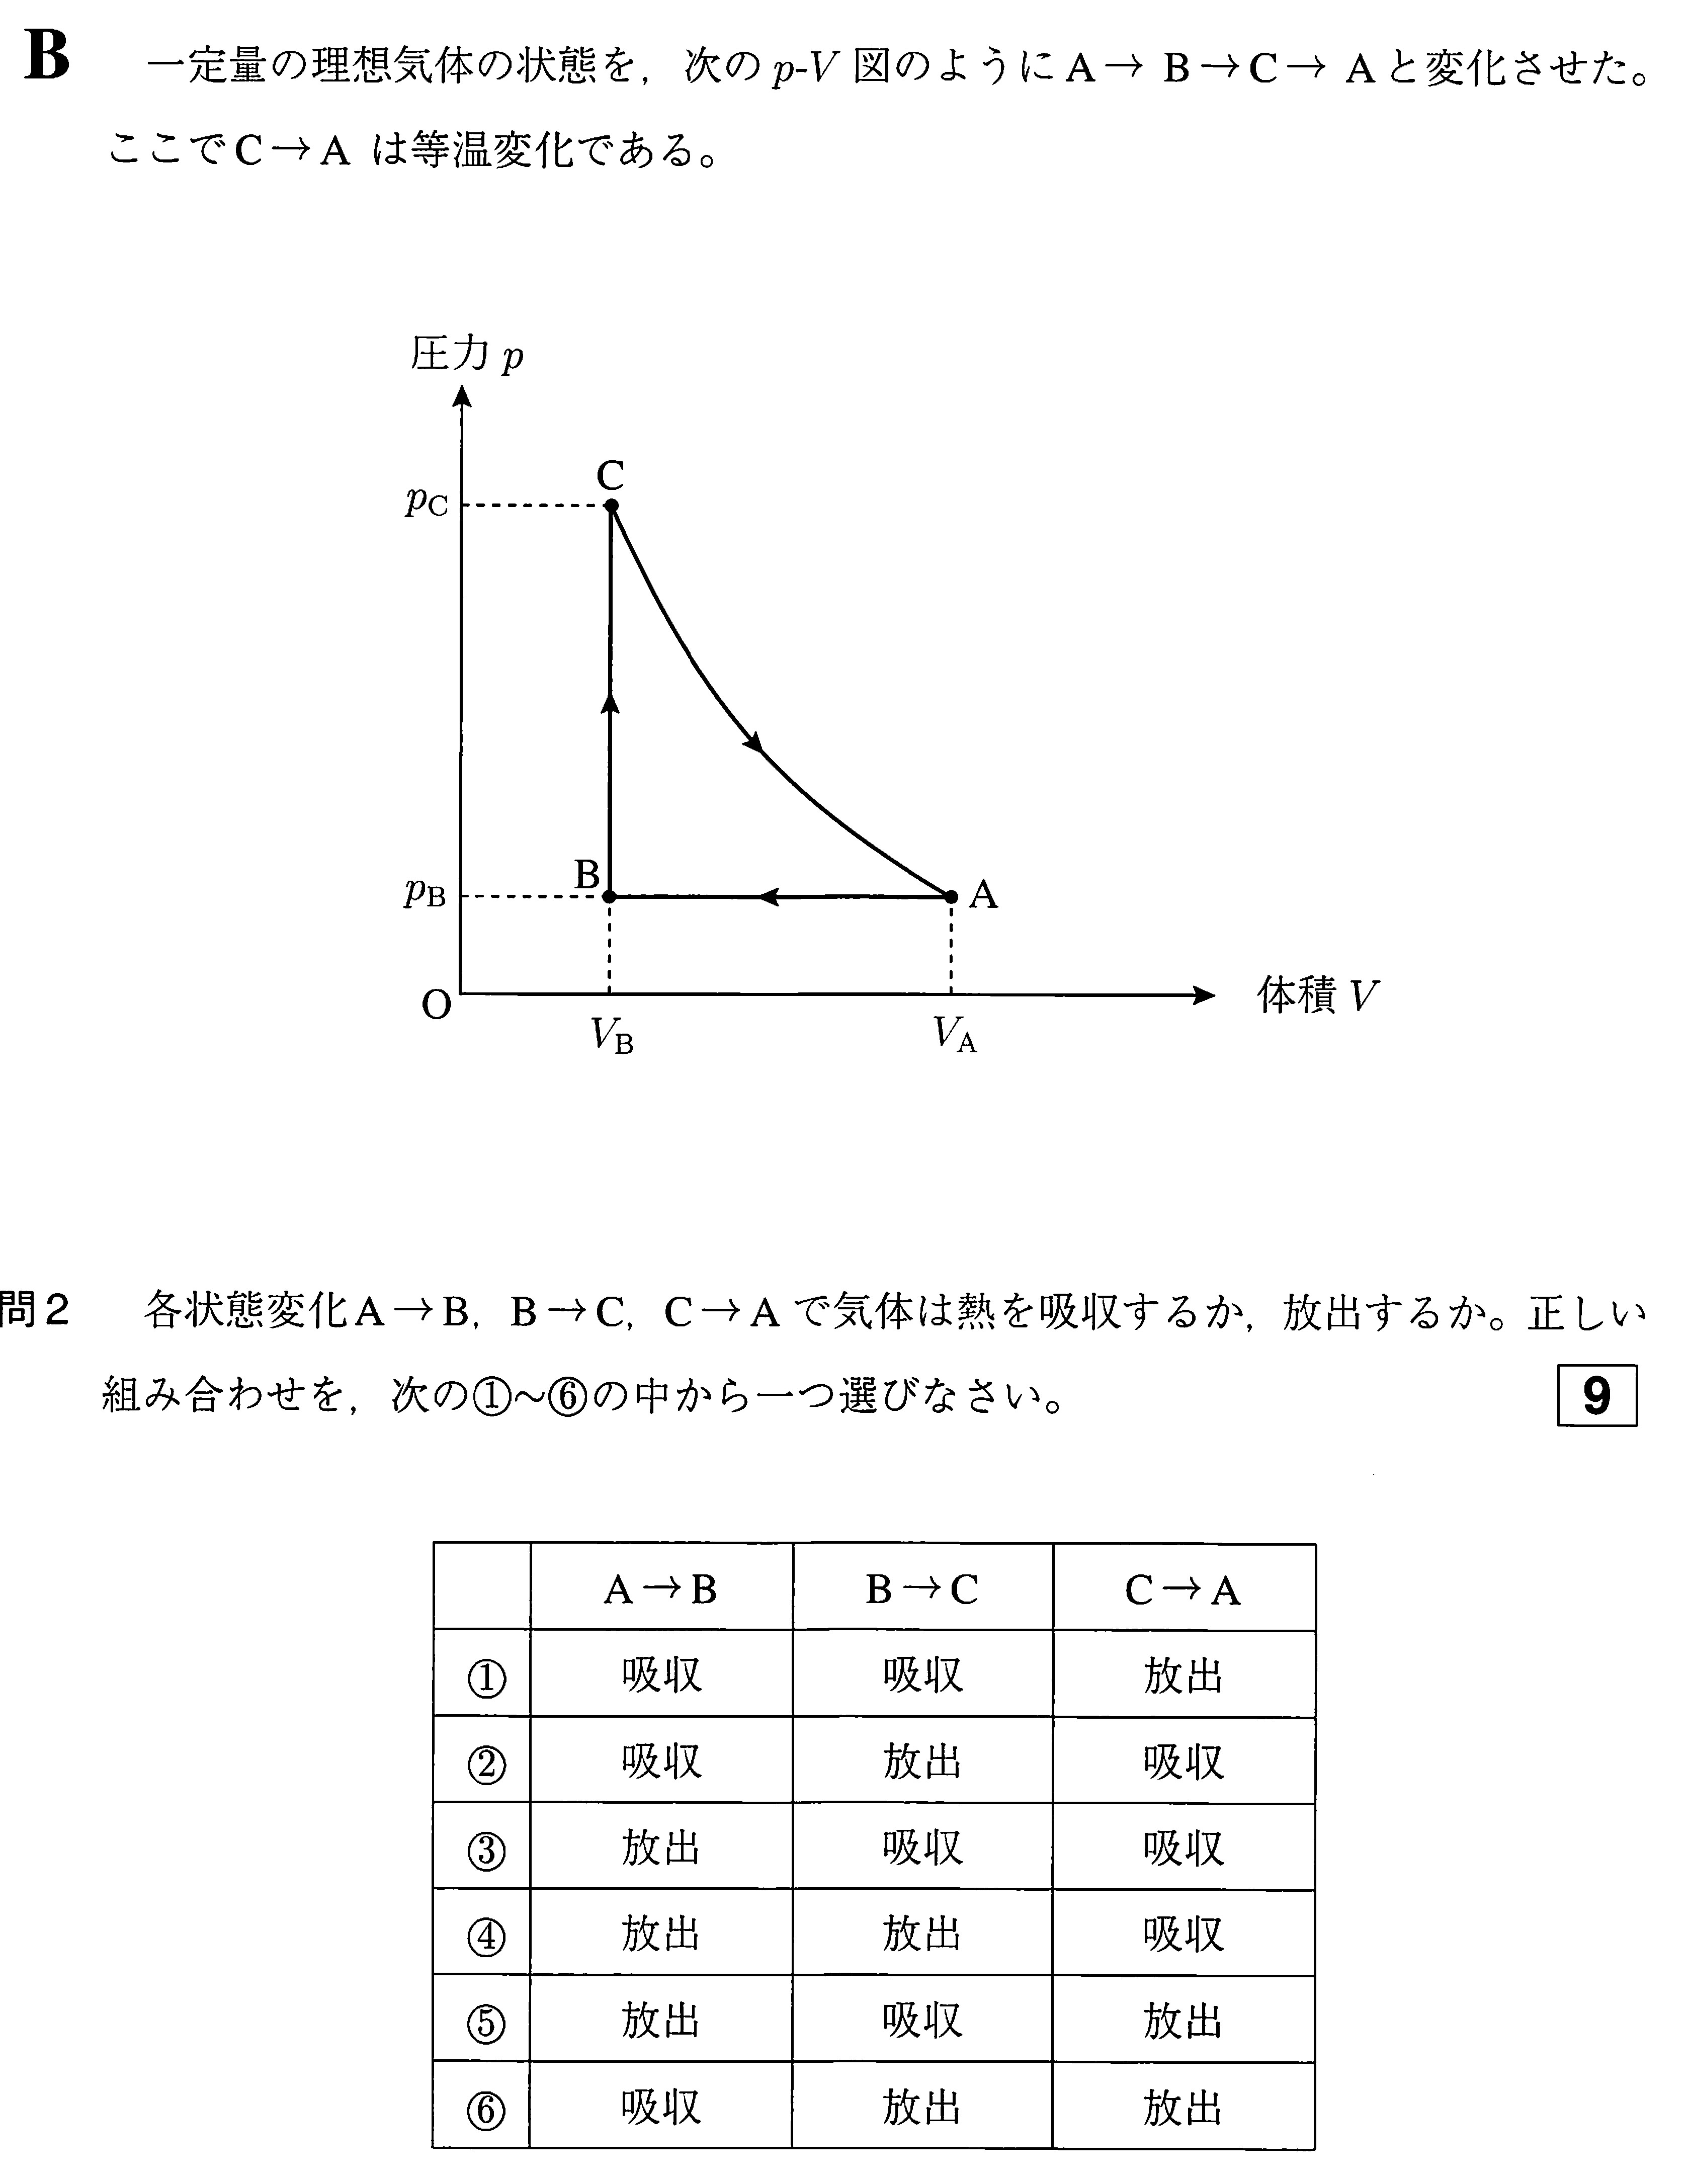 B 一定量の理想気体の状態を，次の p-V 図のように A→ B→C→ A と変化させた。
ここで C→A は等温変化である。
圧力 p
C
pC
B
pB
A
O
VB
VA
体積 V
問2 各状態変化 A→B，B→C，C→A で気体は熱を吸収するか，放出するか。正しい
組み合わせを，次の①～⑥の中から一つ選びなさい。
9
A→B B→C C→A
① 吸収 吸収 放出
② 吸収 放出 吸収
③ 放出 吸収 吸収
④ 放出 放出 吸収
⑤ 放出 吸収 放出
⑥ 吸収 放出 放出